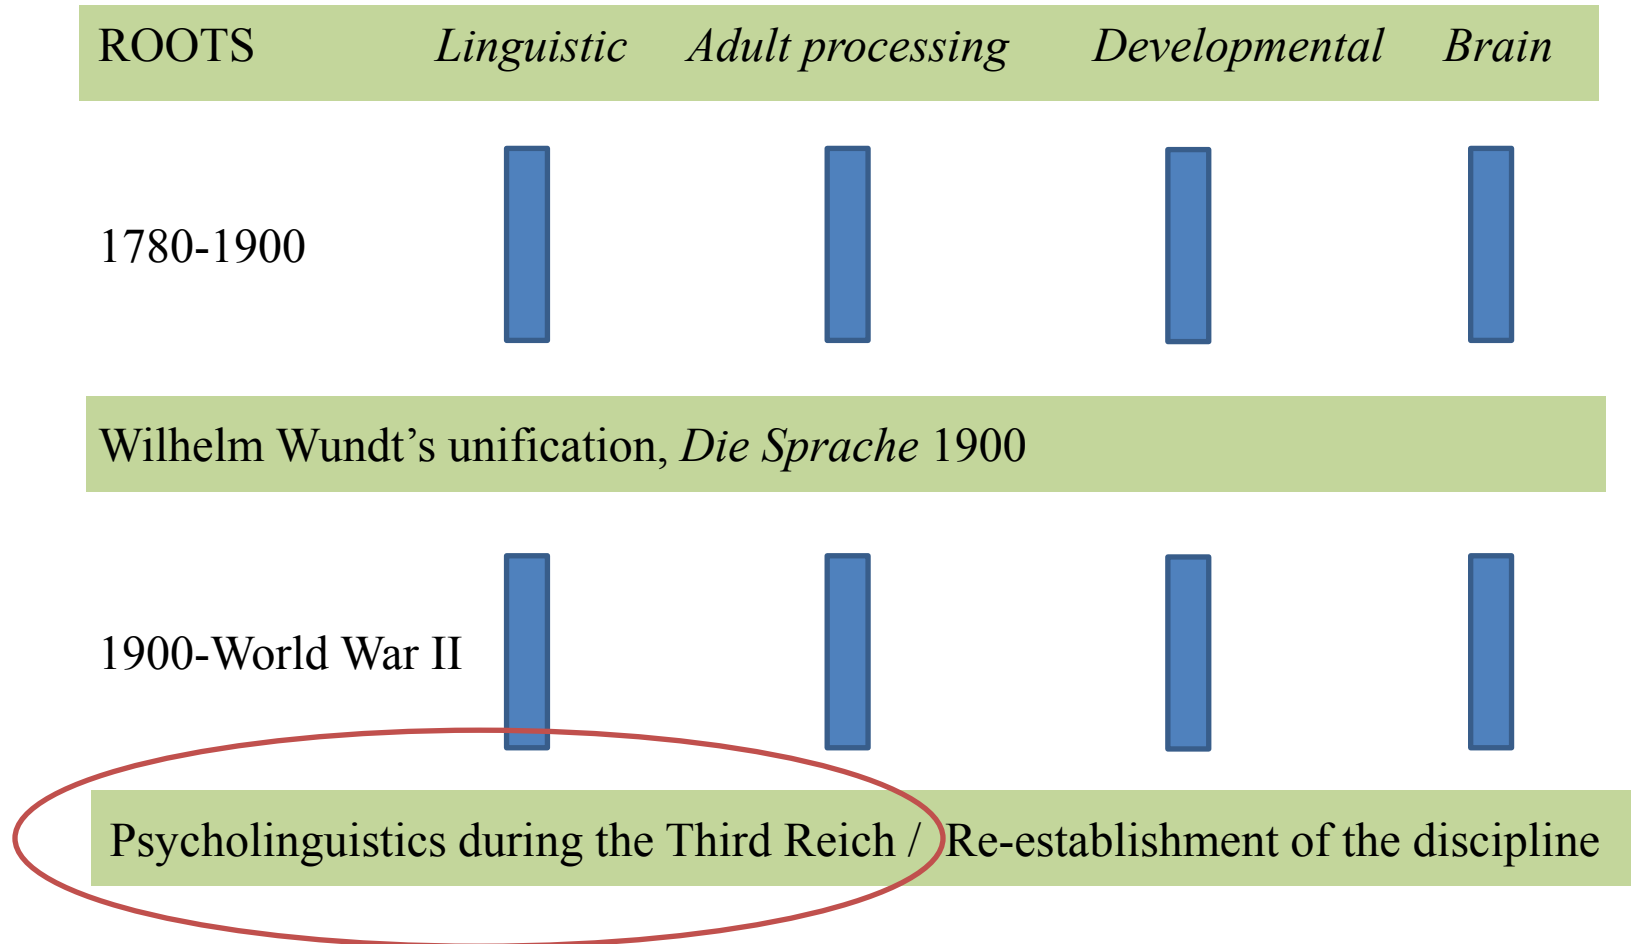 ROOTS Linguistic Adult processing Developmental Brain
1780-1900
Wilhelm Wundt’s unification, Die Sprache 1900
1900-World War II
Psycholinguistics during the Third Reich / Re-establishment of the discipline